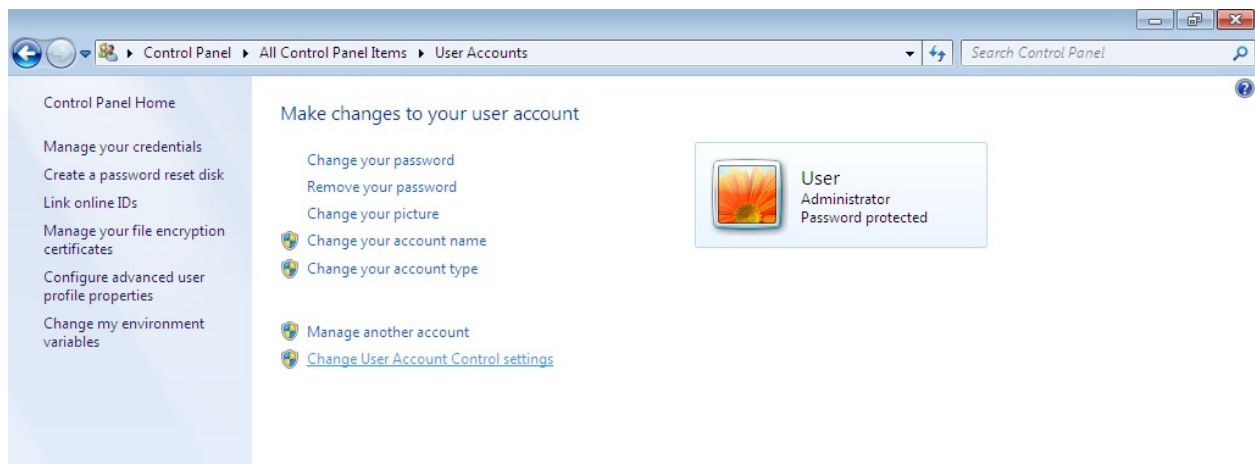 Control Panel ▸ All Control Panel Items ▸ User Accounts
Search Control Panel
Control Panel Home
Manage your credentials
Create a password reset disk
Link online IDs
Manage your file encryption
certificates
Configure advanced user
profile properties
Change my environment
variables
Make changes to your user account
Change your password
Remove your password
Change your picture
Change your account name
Change your account type
Manage another account
Change User Account Control settings
User
Administrator
Password protected